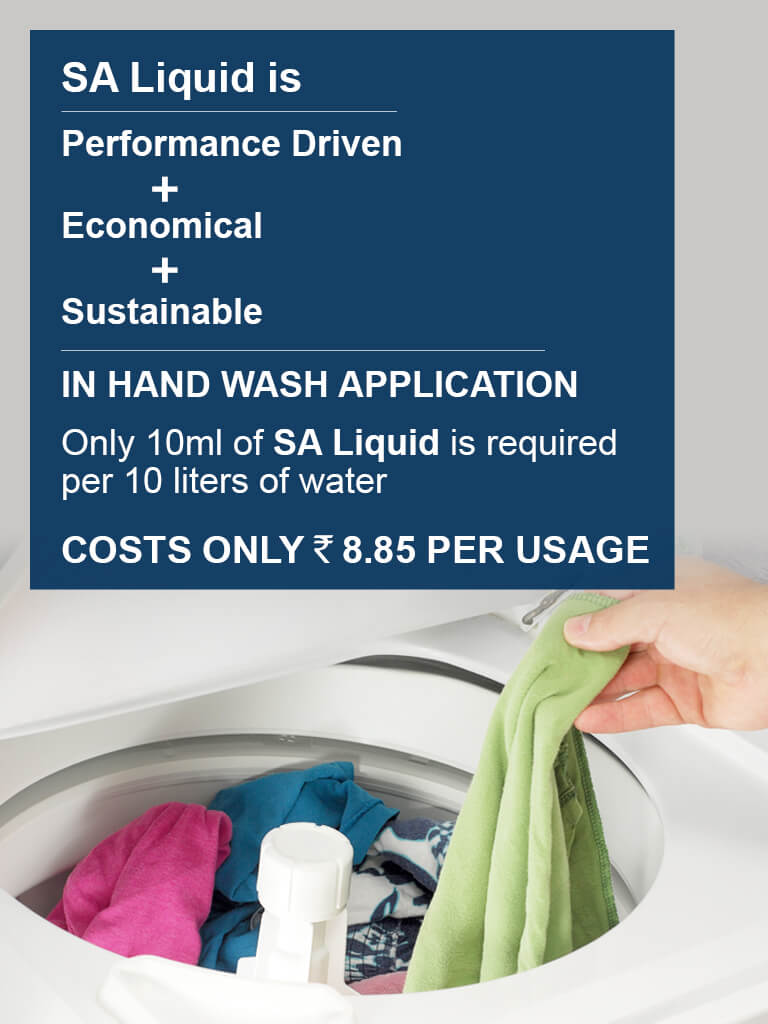 SA Liquid is
Performance Driven
+
Economical
+
Sustainable
IN HAND WASH APPLICATION
Only 10ml of SA Liquid is required
per 10 liters of water
COSTS ONLY ₹ 8.85 PER USAGE